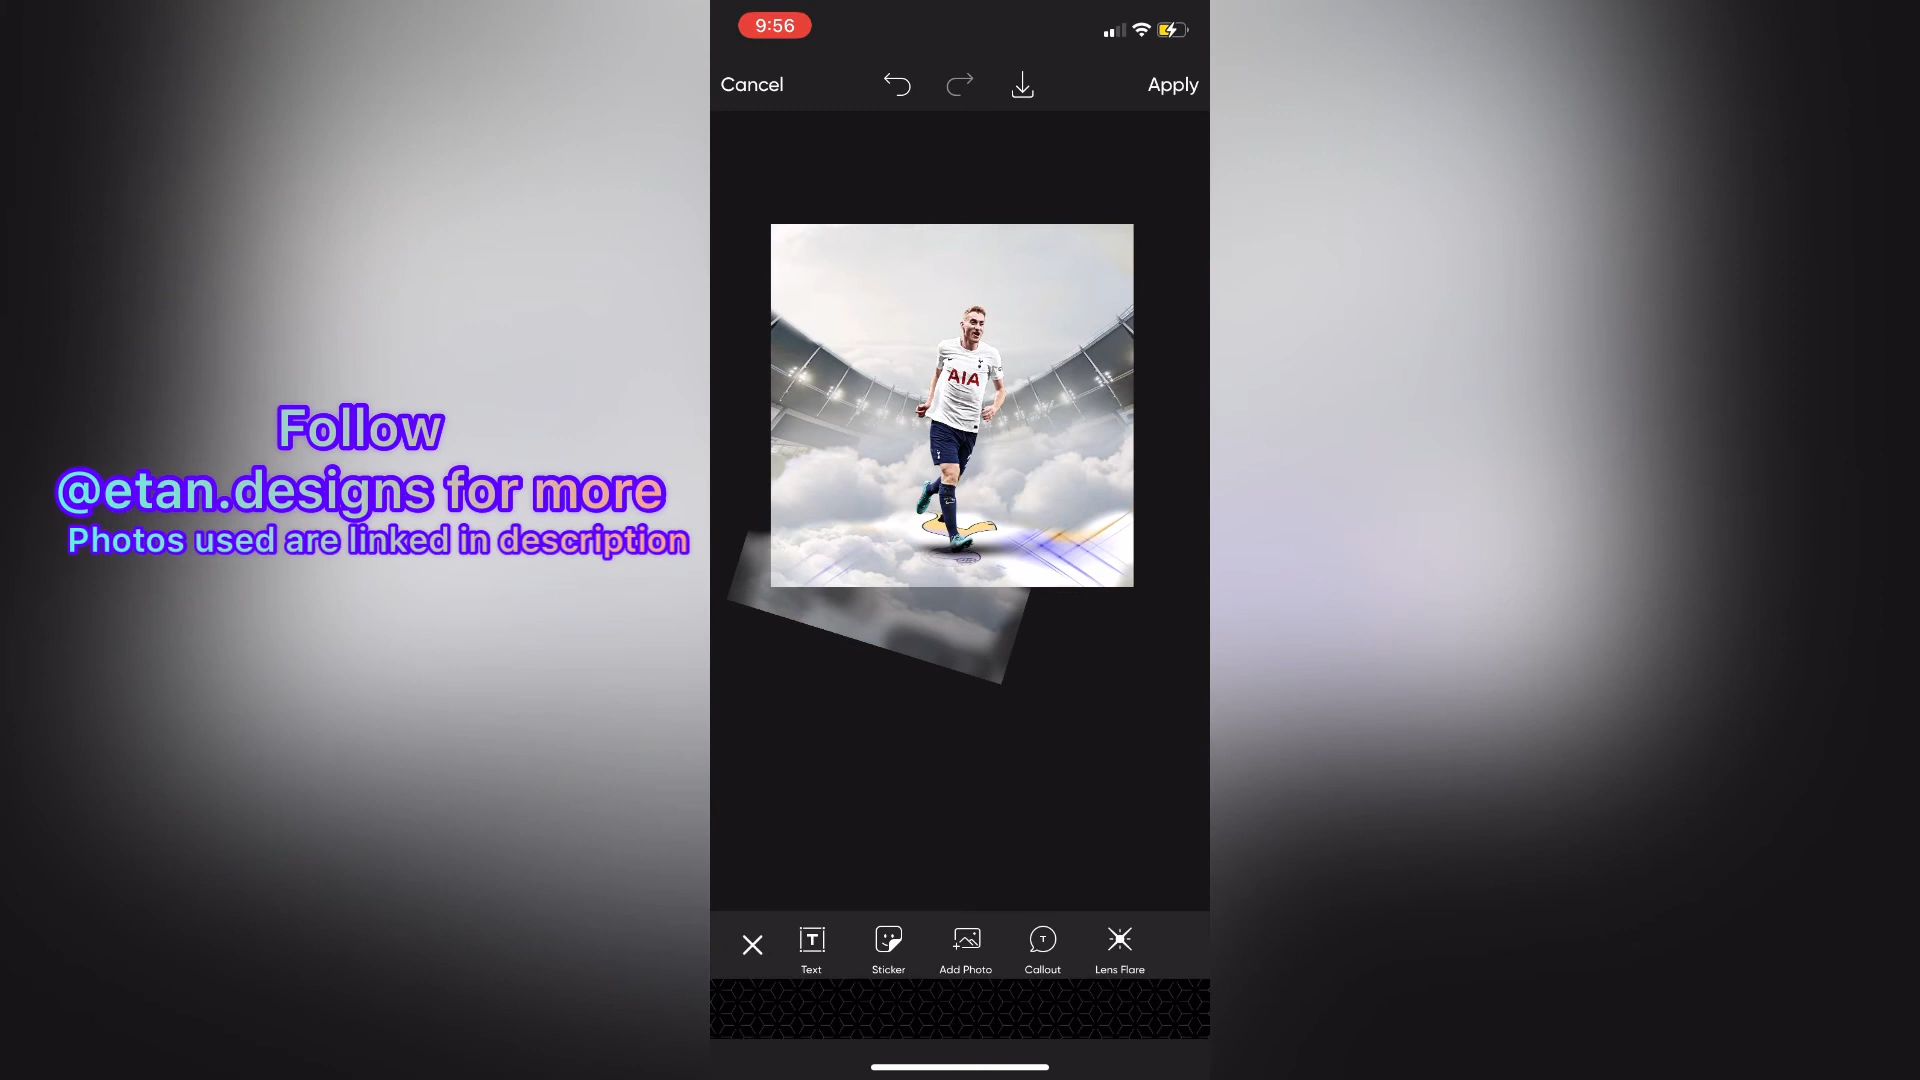 9:56
Cancel
Apply
AIA
Follow
@etan.designs for more
Photos used are linked in description
T
T
Text
Sticker
Add Photo
Callout
Lens Flare